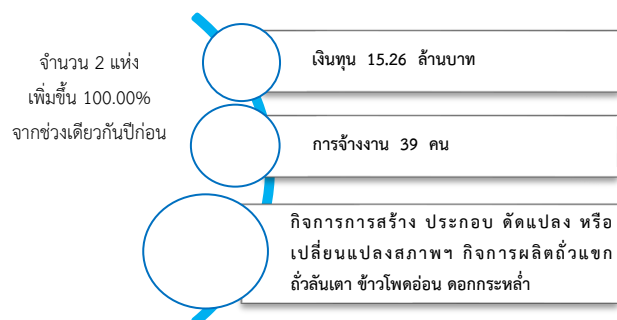 จำนวน 2 แห่ง
เพิ่มขึ้น 100.00%
จากช่วงเดียวกันปีก่อน
เงินทุน 15.26 ล้านบาท
การจ้างงาน 39 คน
กิจการการสร้าง ประกอบ ดัดแปลง หรือ
เปลี่ยนแปลงสภาพฯ กิจการผลิตถั่วแขก
ถั่วลันเตา ข้าวโพดอ่อน ดอกกระหล่ำ